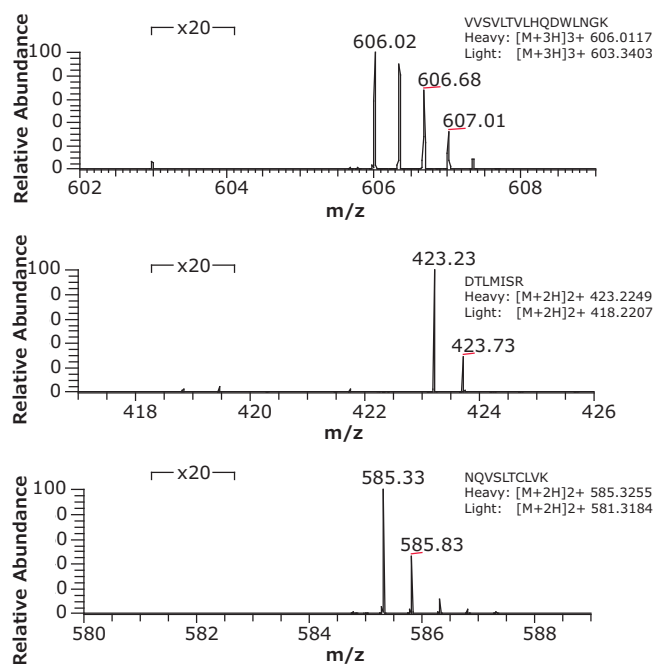 x20
VVSVLTVLHQDWLNGK
Heavy: [M+3H]3+ 606.0117
Light: [M+3H]3+ 603.3403
Relative Abundance
100
0
0
0
0
0
606.02
606.68
607.01
602 604 606 608
m/z
x20
DTLMISR
Heavy: [M+2H]2+ 423.2249
Light: [M+2H]2+ 418.2207
Relative Abundance
100
0
0
0
0
0
423.23
423.73
418 420 422 424 426
m/z
x20
NQVSLTCLVK
Heavy: [M+2H]2+ 585.3255
Light: [M+2H]2+ 581.3184
Relative Abundance
100
0
0
0
0
0
585.33
585.83
580 582 584 586 588
m/z